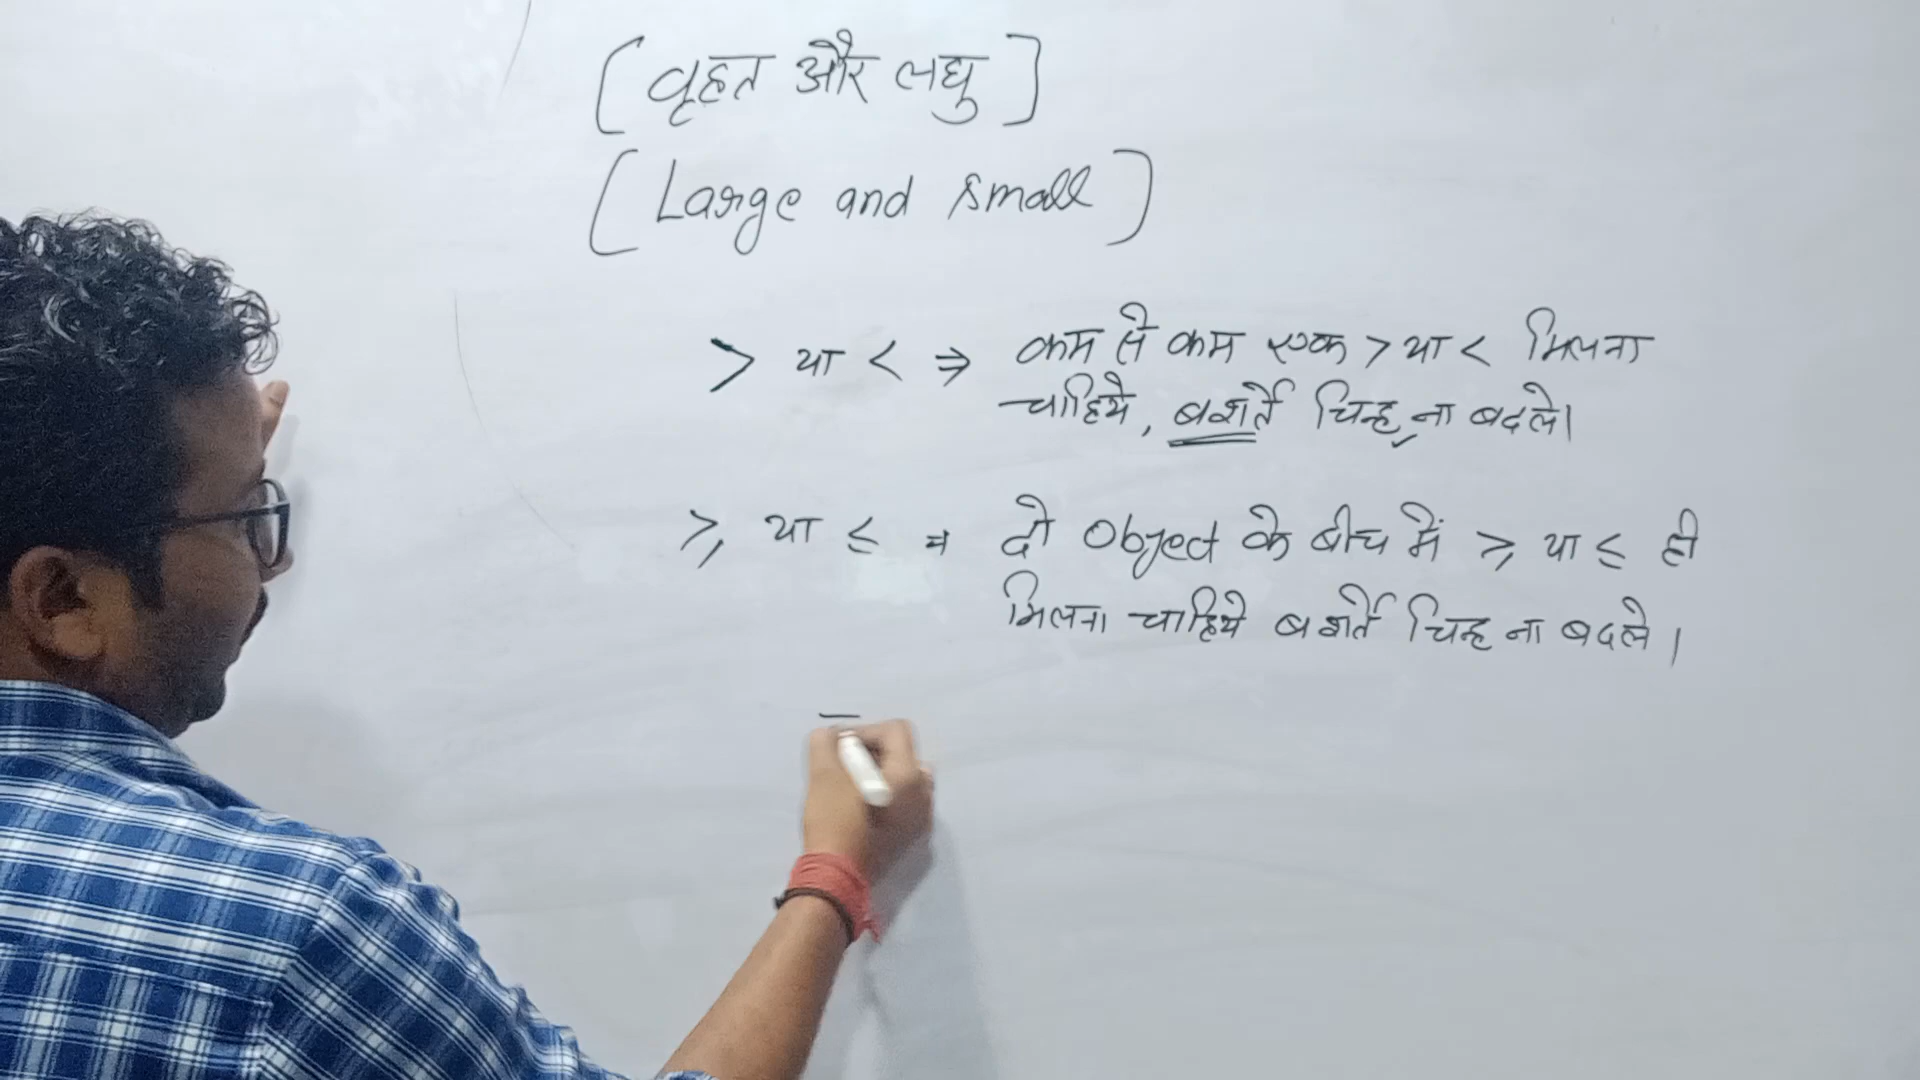 [ वृहत और लघु ]
[ Large and small ]
> या < ⇒ कम से कम एक > या < मिलना
चाहिये, बशर्ते चिन्ह ना बदले।
≥ या ≤ ⇒ दो Object के बीच में ≥ या ≤ ही
मिलना चाहिये बशर्ते चिन्ह ना बदले।